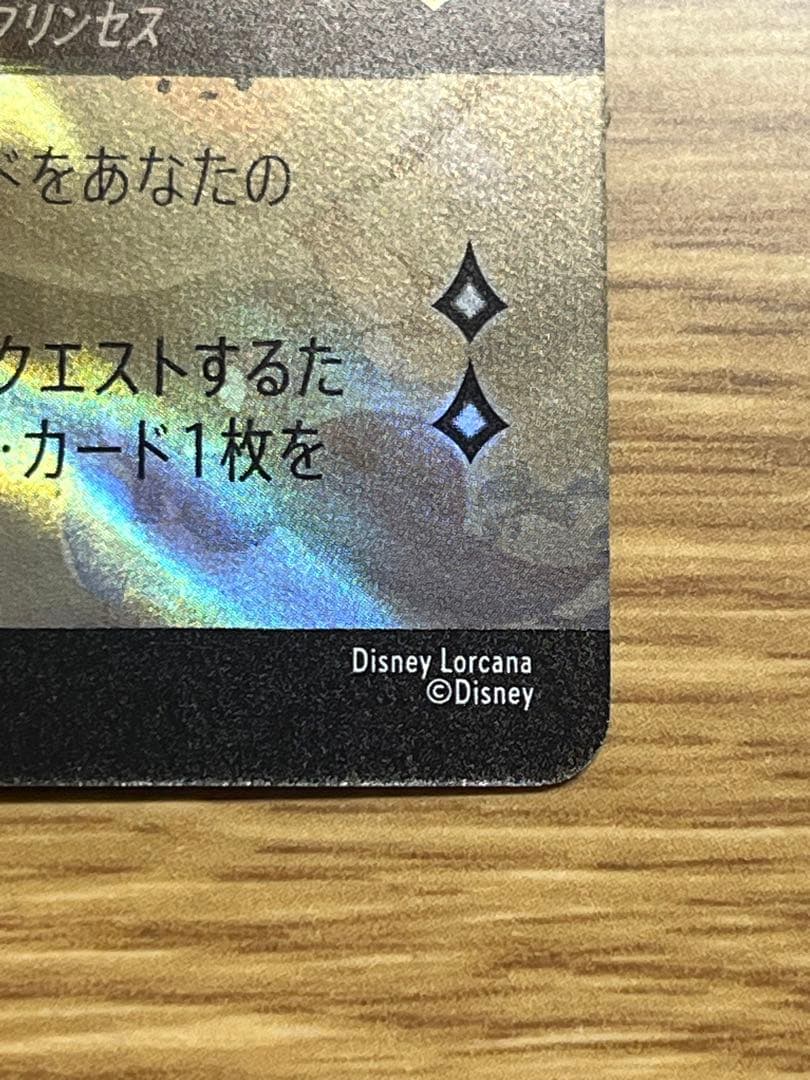 プリンセス
ドをあなたの
クエストするた
・カード1枚を
Disney Lorcana
©Disney